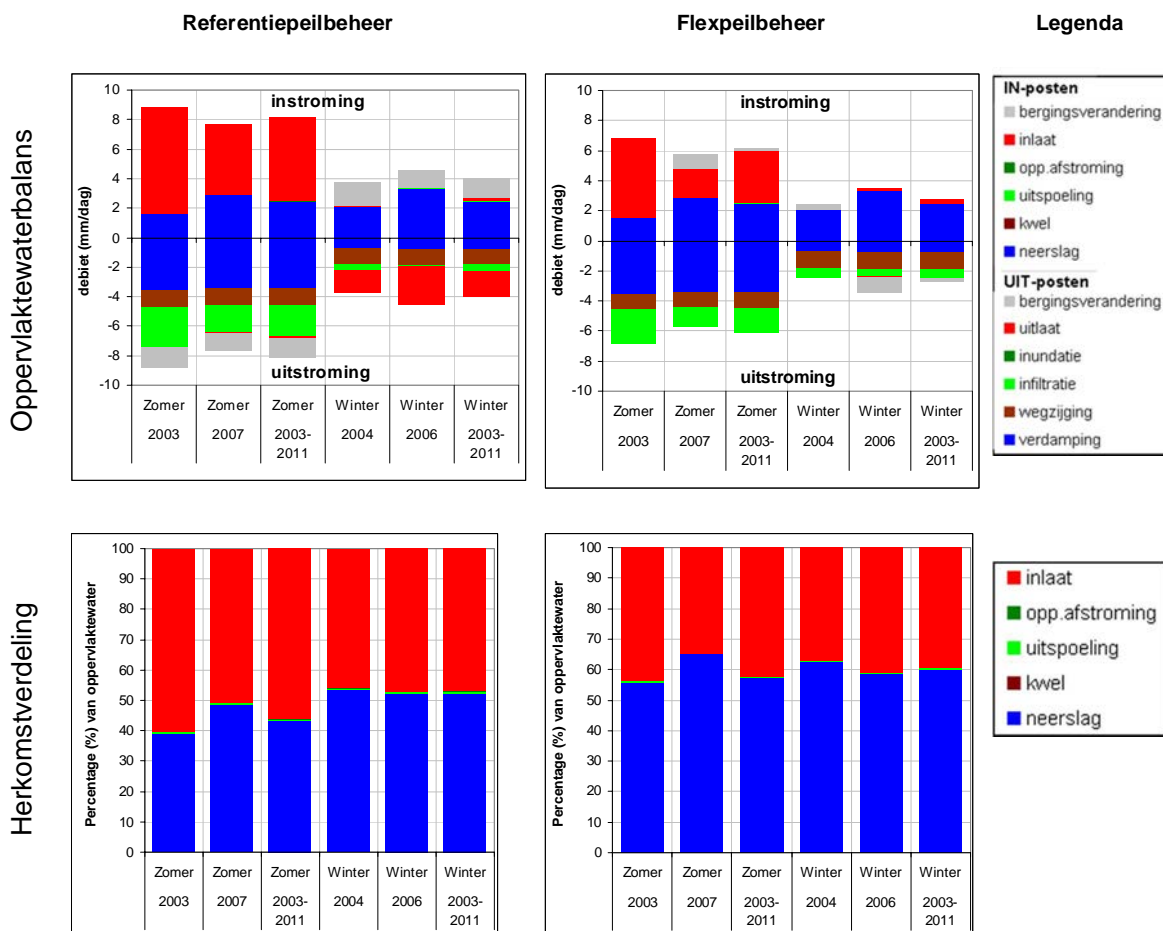 Referentiepeilbeheer
Flexpeilbeheer
Legenda
Oppervlaktewaterbalans
debiet (mm/dag)
10
8
6
4
2
0
-2
-4
-6
-8
-10
instroming
uitstroming
Zomer Zomer Zomer Winter Winter Winter
2003 2007 2003- 2004 2006 2003-
2011 2011
debiet (mm/dag)
10
8
6
4
2
0
-2
-4
-6
-8
-10
instroming
uitstroming
Zomer Zomer Zomer Winter Winter Winter
2003 2007 2003- 2004 2006 2003-
2011 2011
IN-posten
bergingsverandering
inlaat
opp.afstroming
uitspoeling
kwel
neerslag
UIT-posten
bergingsverandering
uitlaat
inundatie
infiltratie
wegzijging
verdamping
Herkomstverdeling
Percentage (%) van oppervlaktewater
100
90
80
70
60
50
40
30
20
10
0
Zomer Zomer Zomer Winter Winter Winter
2003 2007 2003- 2004 2006 2003-
2011 2011
Percentage (%) van oppervlaktewater
100
90
80
70
60
50
40
30
20
10
0
Zomer Zomer Zomer Winter Winter Winter
2003 2007 2003- 2004 2006 2003-
2011 2011
inlaat
opp.afstroming
uitspoeling
kwel
neerslag